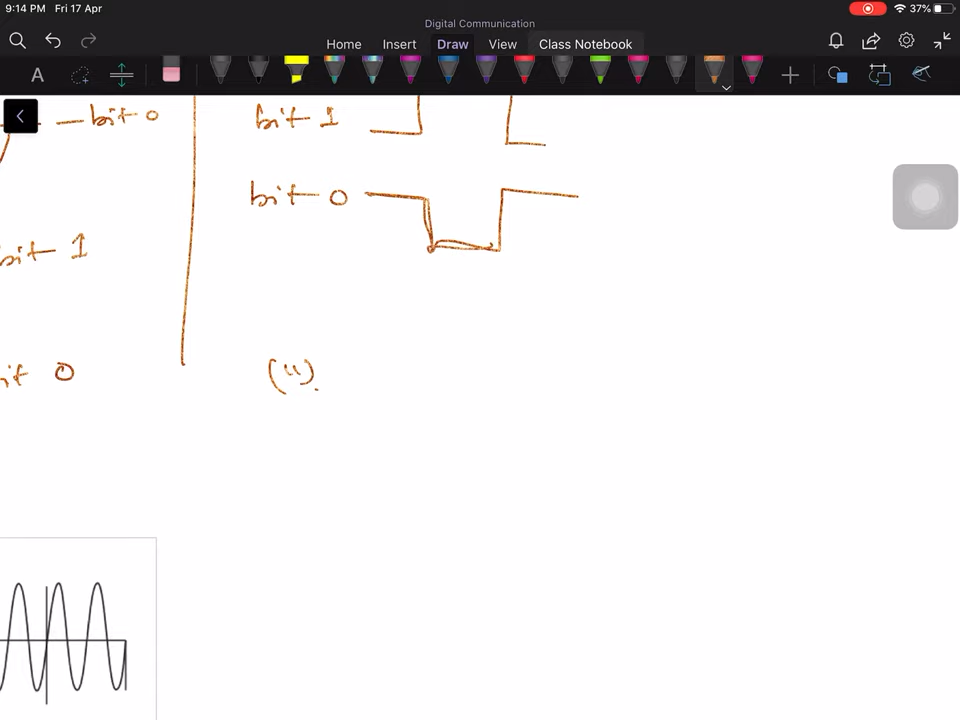 9:14 PM Fri 17 Apr
37%
Digital Communication
Home Insert Draw View Class Notebook
A
— bit 0
bit 1
bit 0
bit 1
bit 0
(ii).